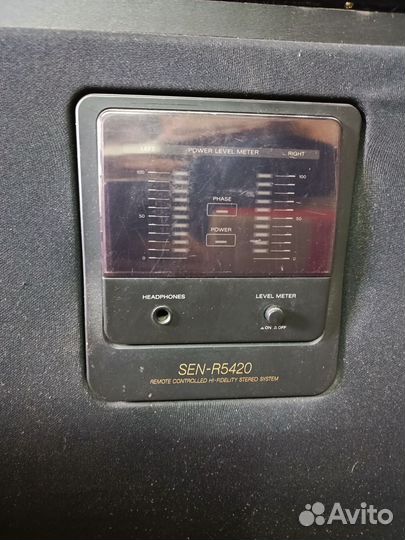 LEFT POWER LEVEL METER RIGHT
100 100
PHASE
50 50
POWER
0 0
HEADPHONES LEVEL METER
ON OFF
SEN-R5420
REMOTE CONTROLLED HI-FIDELITY STEREO SYSTEM
Avito